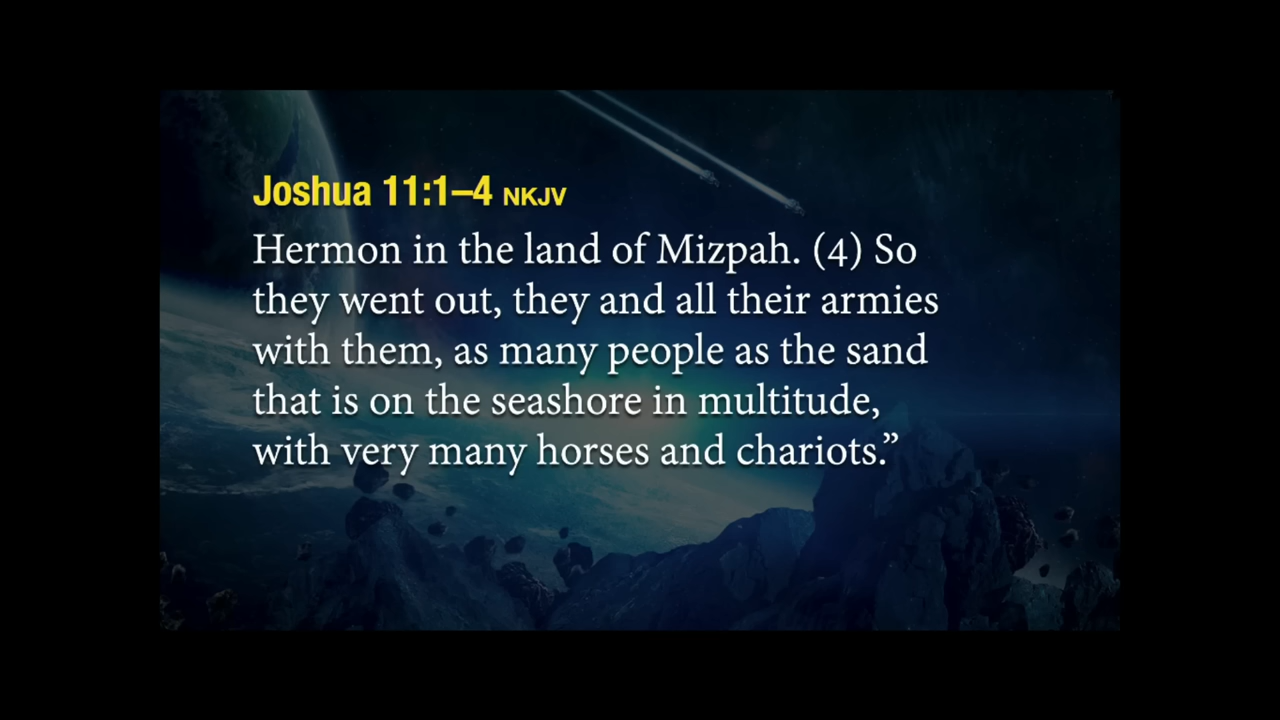 Joshua 11:1–4 NKJV
Hermon in the land of Mizpah. (4) So
they went out, they and all their armies
with them, as many people as the sand
that is on the seashore in multitude,
with very many horses and chariots.”